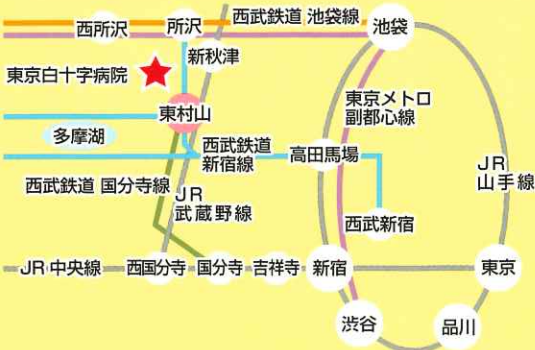 西武鉄道 池袋線
西所沢
所沢
池袋
新秋津
東京白十字病院
東村山
東京メトロ
副都心線
多摩湖
西武鉄道
新宿線
高田馬場
JR
山手線
西武鉄道 国分寺線
JR
武蔵野線
西武新宿
JR中央線
西国分寺
国分寺
吉祥寺
新宿
東京
渋谷
品川